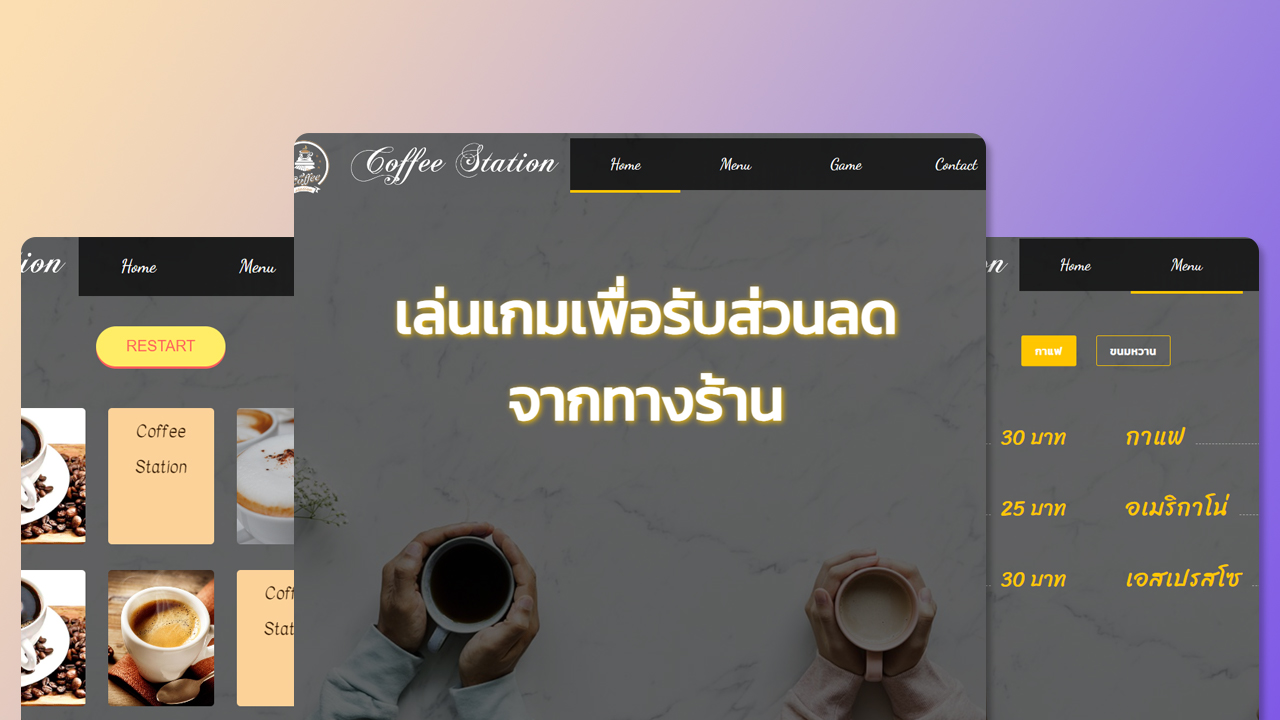 Coffee Station
Home
Menu
Game
Contact
เล่นเกมเพื่อรับส่วนลด
จากทางร้าน
ion
Home
Menu
RESTART
Coffee
Station
Coff
Stat
n
Home
Menu
กาแฟ
ขนมหวาน
30 บาท
กาแฟ
25 บาท
อเมริกาโน่
30 บาท
เอสเปรสโซ